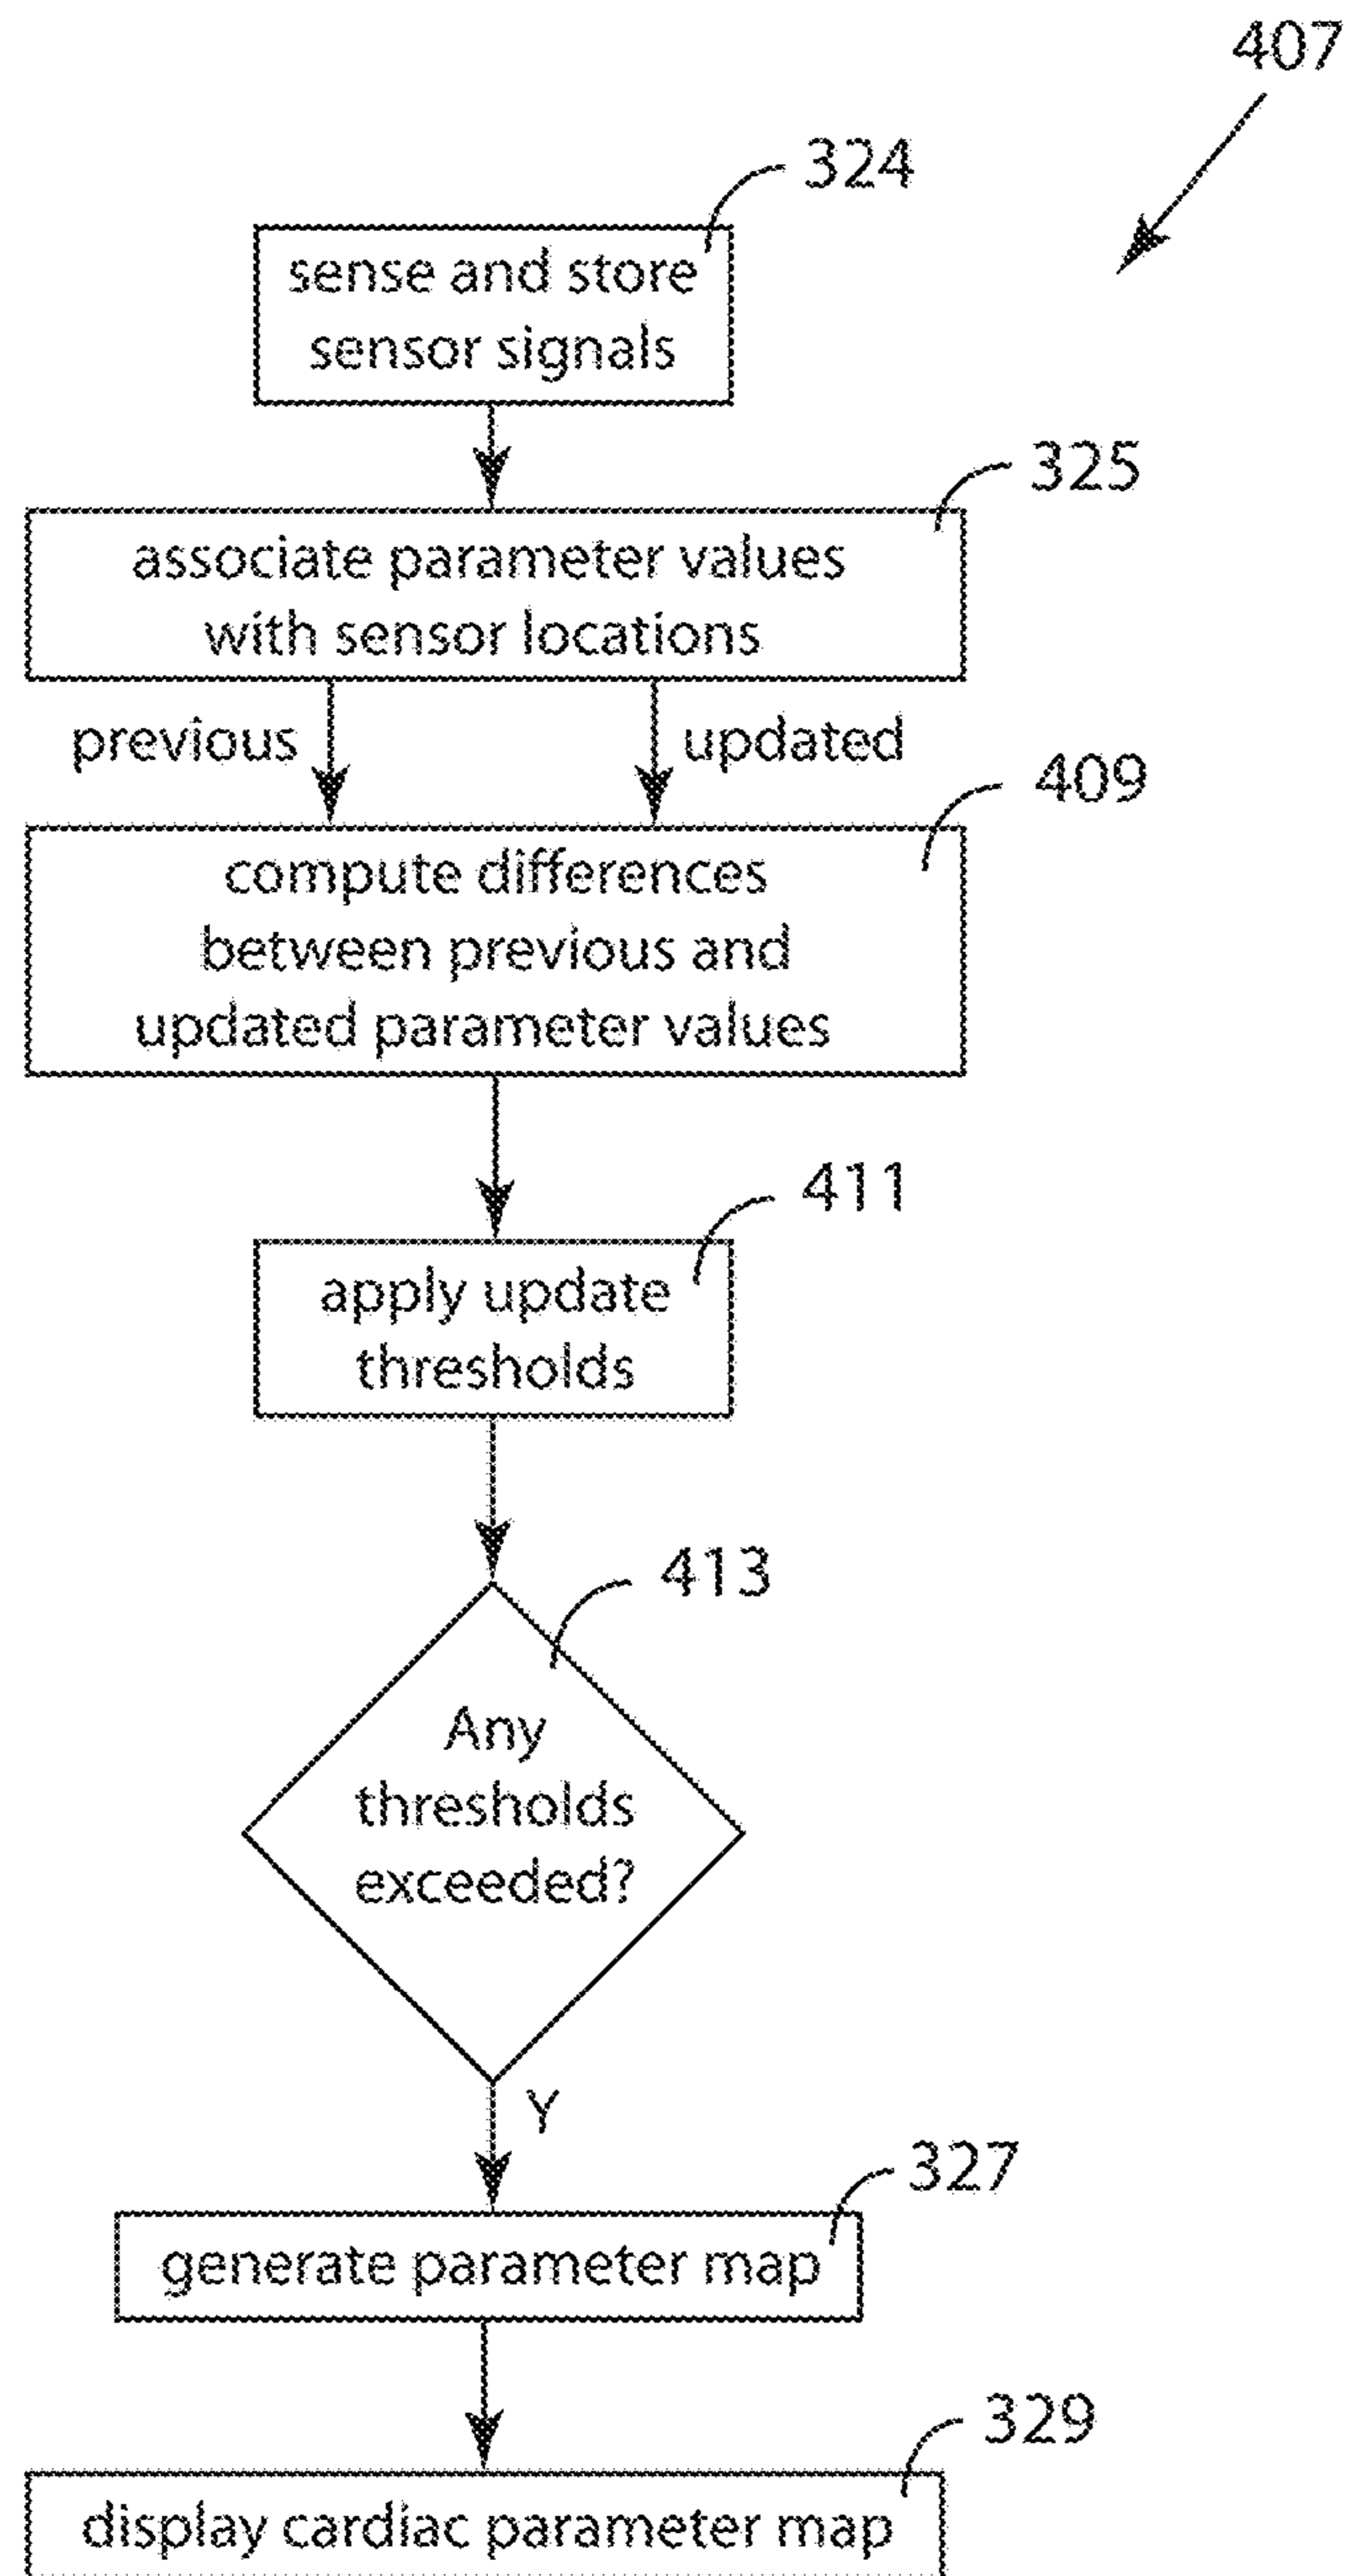 407
324
sense and store
sensor signals
325
associate parameter values
with sensor locations
previous
updated
409
compute differences
between previous and
updated parameter values
411
apply update
thresholds
413
Any
thresholds
exceeded?
Y
327
generate parameter map
329
display cardiac parameter map